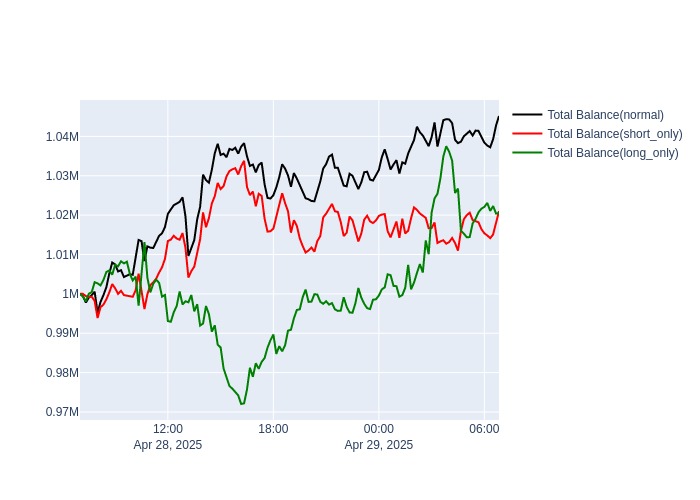 Total Balance(normal)
Total Balance(short_only)
Total Balance(long_only)
1.04M
1.03M
1.02M
1.01M
1M
0.99M
0.98M
0.97M
12:00
Apr 28, 2025
18:00
00:00
Apr 29, 2025
06:00